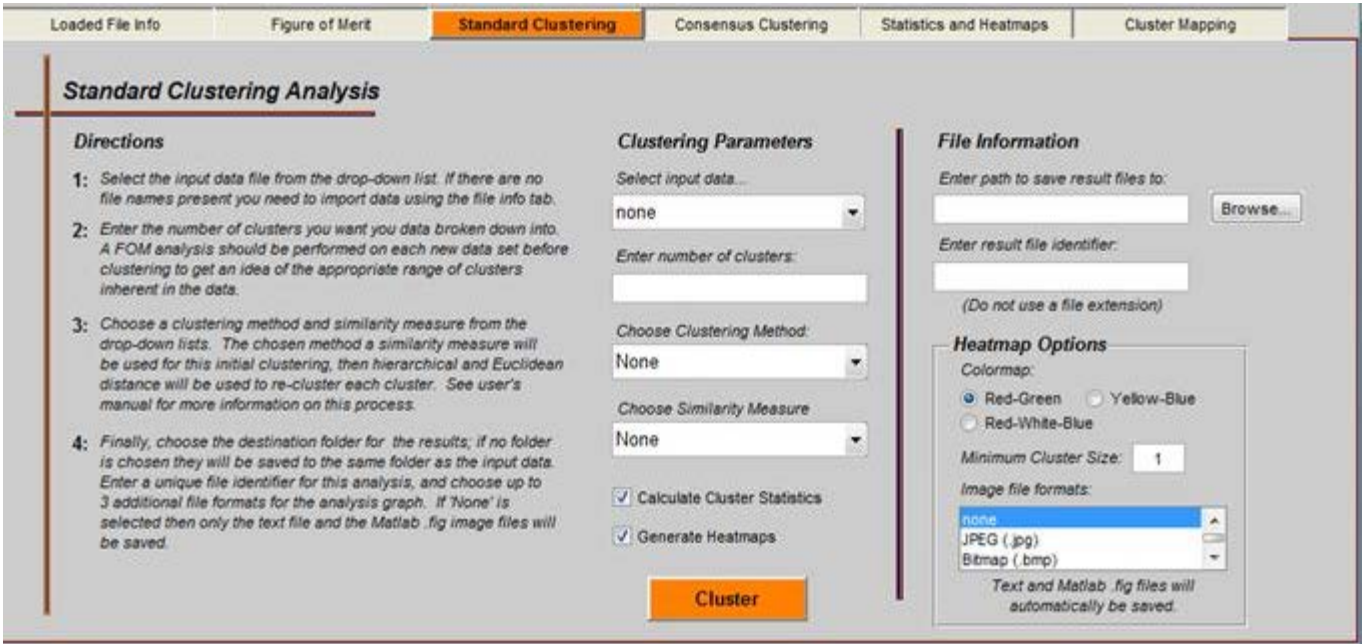 Loaded File Info
Figure of Merit
Standard Clustering
Consensus Clustering
Statistics and Heatmaps
Cluster Mapping
Standard Clustering Analysis
Directions
1: Select the input data file from the drop-down list. If there are no
file names present you need to import data using the file info tab.
2: Enter the number of clusters you want you data broken down into.
A FOM analysis should be performed on each new data set before
clustering to get an idea of the appropriate range of clusters
inherent in the data.
3: Choose a clustering method and similarity measure from the
drop-down lists. The chosen method a similarity measure will
be used for this initial clustering, then hierarchical and Euclidean
distance will be used to re-cluster each cluster. See user's
manual for more information on this process.
4: Finally, choose the destination folder for the results; if no folder
is chosen they will be saved to the same folder as the input data.
Enter a unique file identifier for this analysis, and choose up to
3 additional file formats for the analysis graph. If 'None' is
selected then only the text file and the Matlab .fig image files will
be saved.
Clustering Parameters
Select input data...
none
Enter number of clusters:
Choose Clustering Method:
None
Choose Similarity Measure
None
Calculate Cluster Statistics
Generate Heatmaps
Cluster
File Information
Enter path to save result files to:
Browse...
Enter result file identifier:
(Do not use a file extension)
Heatmap Options
Colormap:
Red-Green Yellow-Blue
Red-White-Blue
Minimum Cluster Size: 1
Image file formats:
none
JPEG (.jpg)
Bitmap (.bmp)
Text and Matlab .fig files will
automatically be saved.